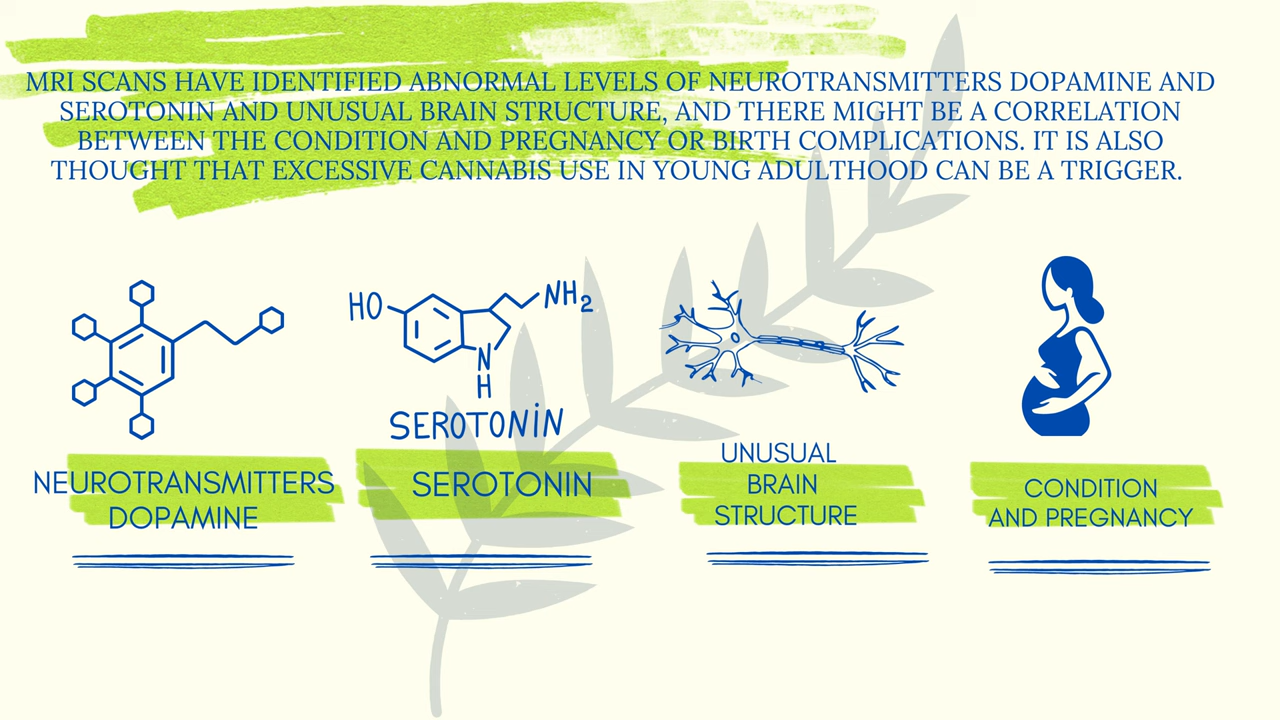 MRI SCANS HAVE IDENTIFIED ABNORMAL LEVELS OF NEUROTRANSMITTERS DOPAMINE AND
SEROTONIN AND UNUSUAL BRAIN STRUCTURE, AND THERE MIGHT BE A CORRELATION
BETWEEN THE CONDITION AND PREGNANCY OR BIRTH COMPLICATIONS. IT IS ALSO
THOUGHT THAT EXCESSIVE CANNABIS USE IN YOUNG ADULTHOOD CAN BE A TRIGGER.
HO
NH2
N
H
SEROTONIN
NEUROTRANSMITTERS
DOPAMINE
SEROTONIN
UNUSUAL
BRAIN
STRUCTURE
CONDITION
AND PREGNANCY